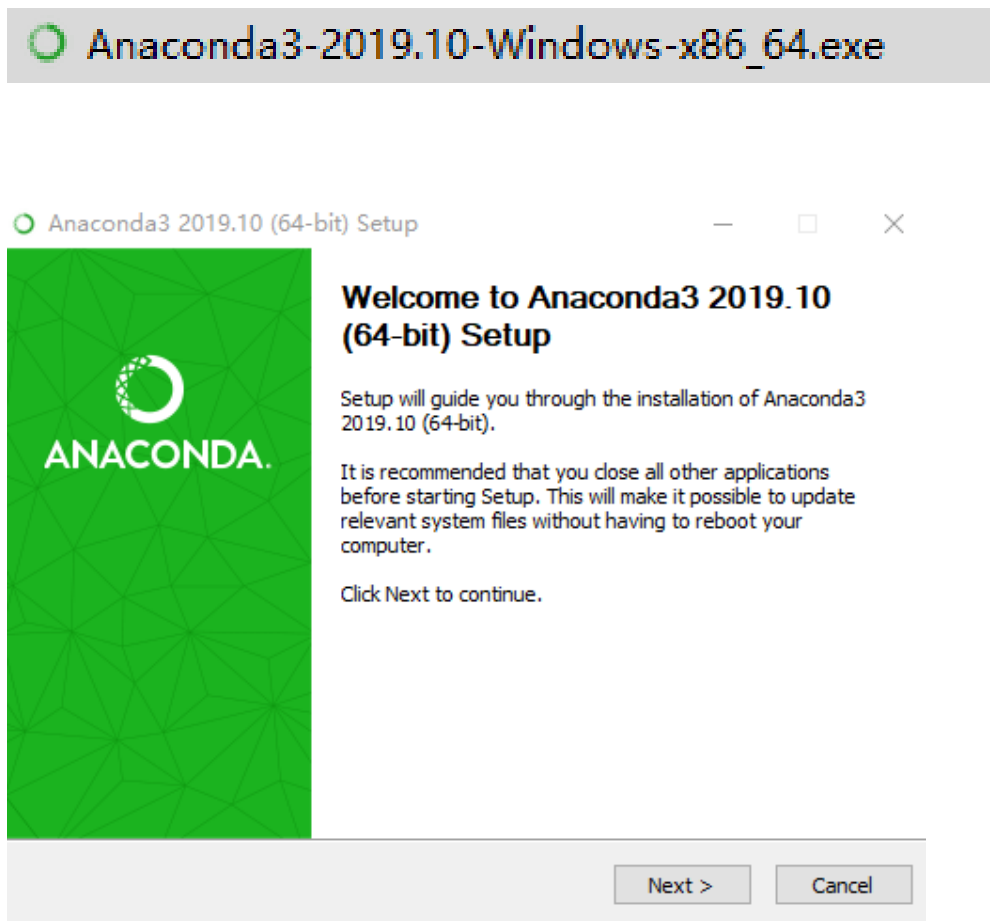 Anaconda3-2019.10-Windows-x86_64.exe
Anaconda3 2019.10 (64-bit) Setup
ANACONDA.
Welcome to Anaconda3 2019.10
(64-bit) Setup
Setup will guide you through the installation of Anaconda3
2019.10 (64-bit).
It is recommended that you close all other applications
before starting Setup. This will make it possible to update
relevant system files without having to reboot your
computer.
Click Next to continue.
Next > Cancel